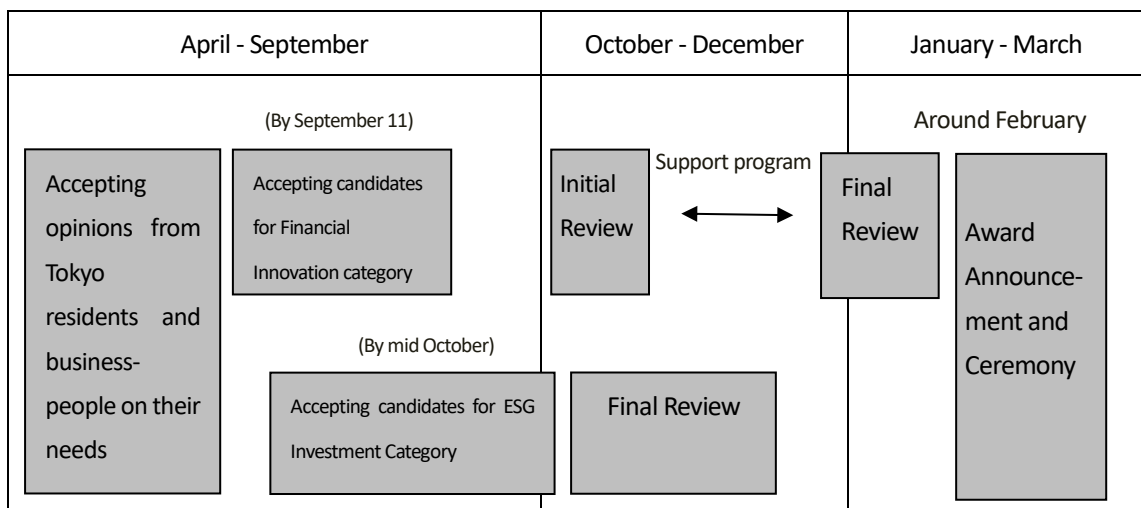 April - September
October - December
January - March
(By September 11)
Around February
Accepting
opinions from
Tokyo
residents and
business-
people on their
needs
Accepting candidates
for Financial
Innovation category
Initial
Review
Support program
Final
Review
Award
Announce-
ment and
Ceremony
(By mid October)
Accepting candidates for ESG
Investment Category
Final Review